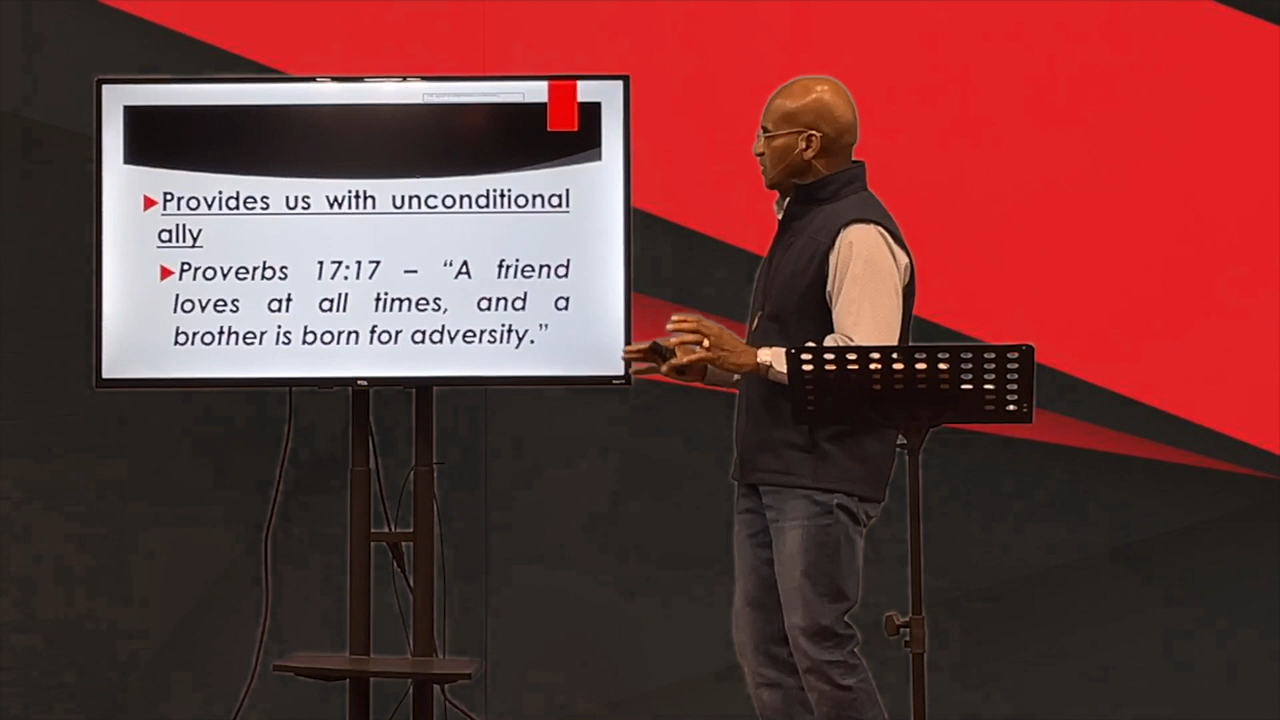 Provides us with unconditional
ally
Proverbs 17:17 – “A friend
loves at all times, and a
brother is born for adversity.”
TCL